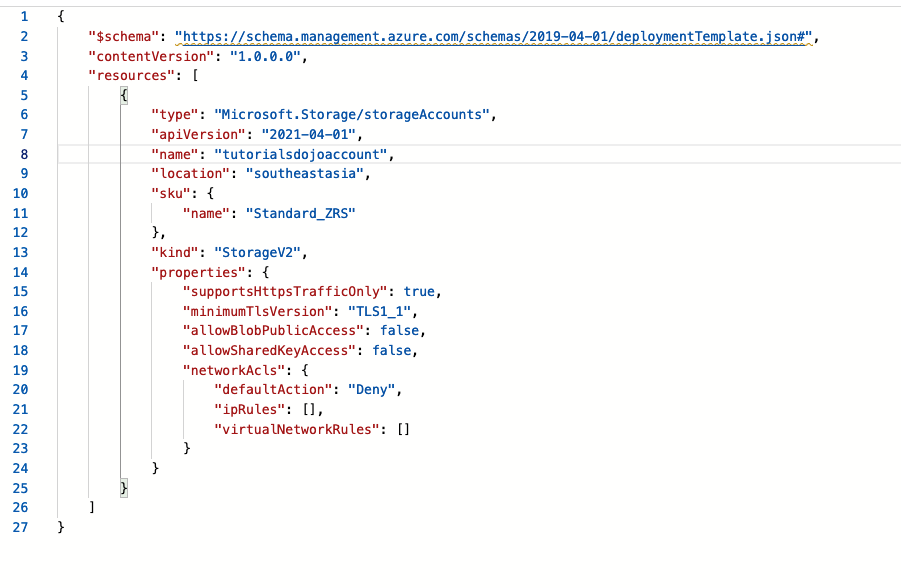 1 {
2 "$schema": "https://schema.management.azure.com/schemas/2019-04-01/deploymentTemplate.json#",
3 "contentVersion": "1.0.0.0",
4 "resources": [
5 {
6 "type": "Microsoft.Storage/storageAccounts",
7 "apiVersion": "2021-04-01",
8 "name": "tutorialsdojoaccount",
9 "location": "southeastasia",
10 "sku": {
11 "name": "Standard_ZRS"
12 },
13 "kind": "StorageV2",
14 "properties": {
15 "supportsHttpsTrafficOnly": true,
16 "minimumTlsVersion": "TLS1_1",
17 "allowBlobPublicAccess": false,
18 "allowSharedKeyAccess": false,
19 "networkAcls": {
20 "defaultAction": "Deny",
21 "ipRules": [],
22 "virtualNetworkRules": []
23 }
24 }
25 }
26 ]
27 }